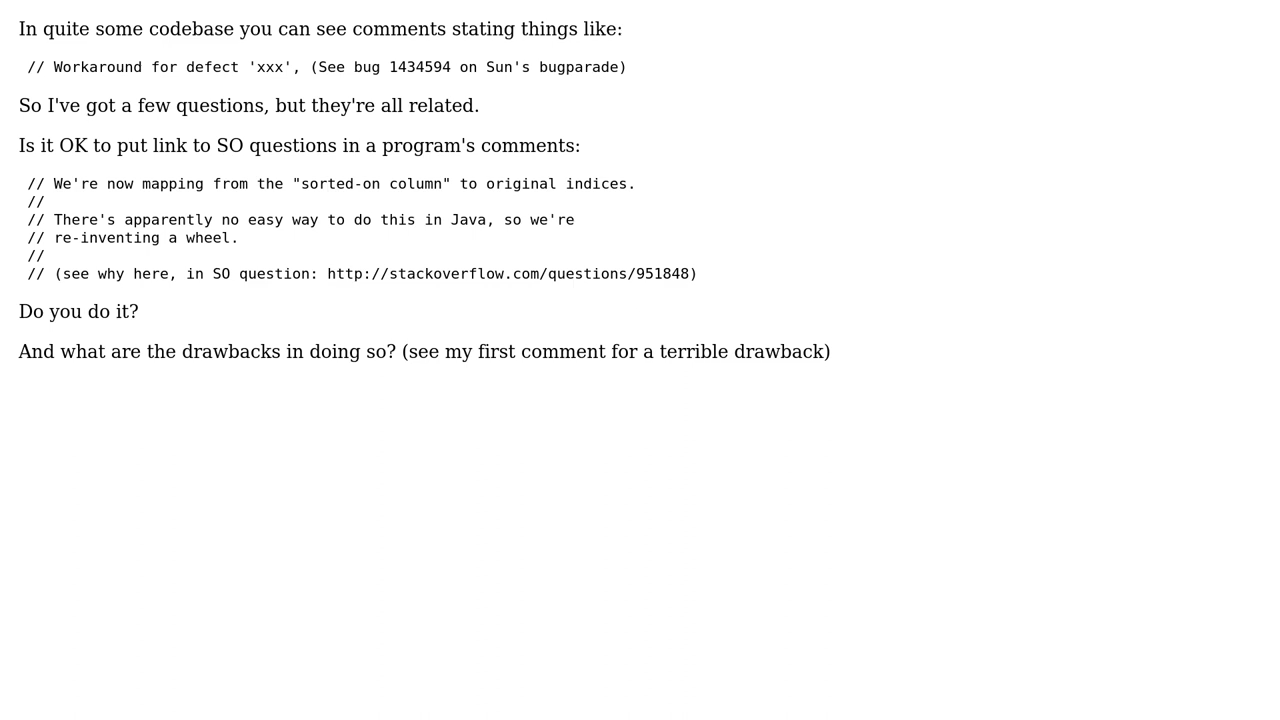 In quite some codebase you can see comments stating things like:
// Workaround for defect 'xxx', (See bug 1434594 on Sun's bugparade)
So I've got a few questions, but they're all related.
Is it OK to put link to SO questions in a program's comments:
// We're now mapping from the "sorted-on column" to original indices.
//
// There's apparently no easy way to do this in Java, so we're
// re-inventing a wheel.
//
// (see why here, in SO question: http://stackoverflow.com/questions/951848)
Do you do it?
And what are the drawbacks in doing so? (see my first comment for a terrible drawback)